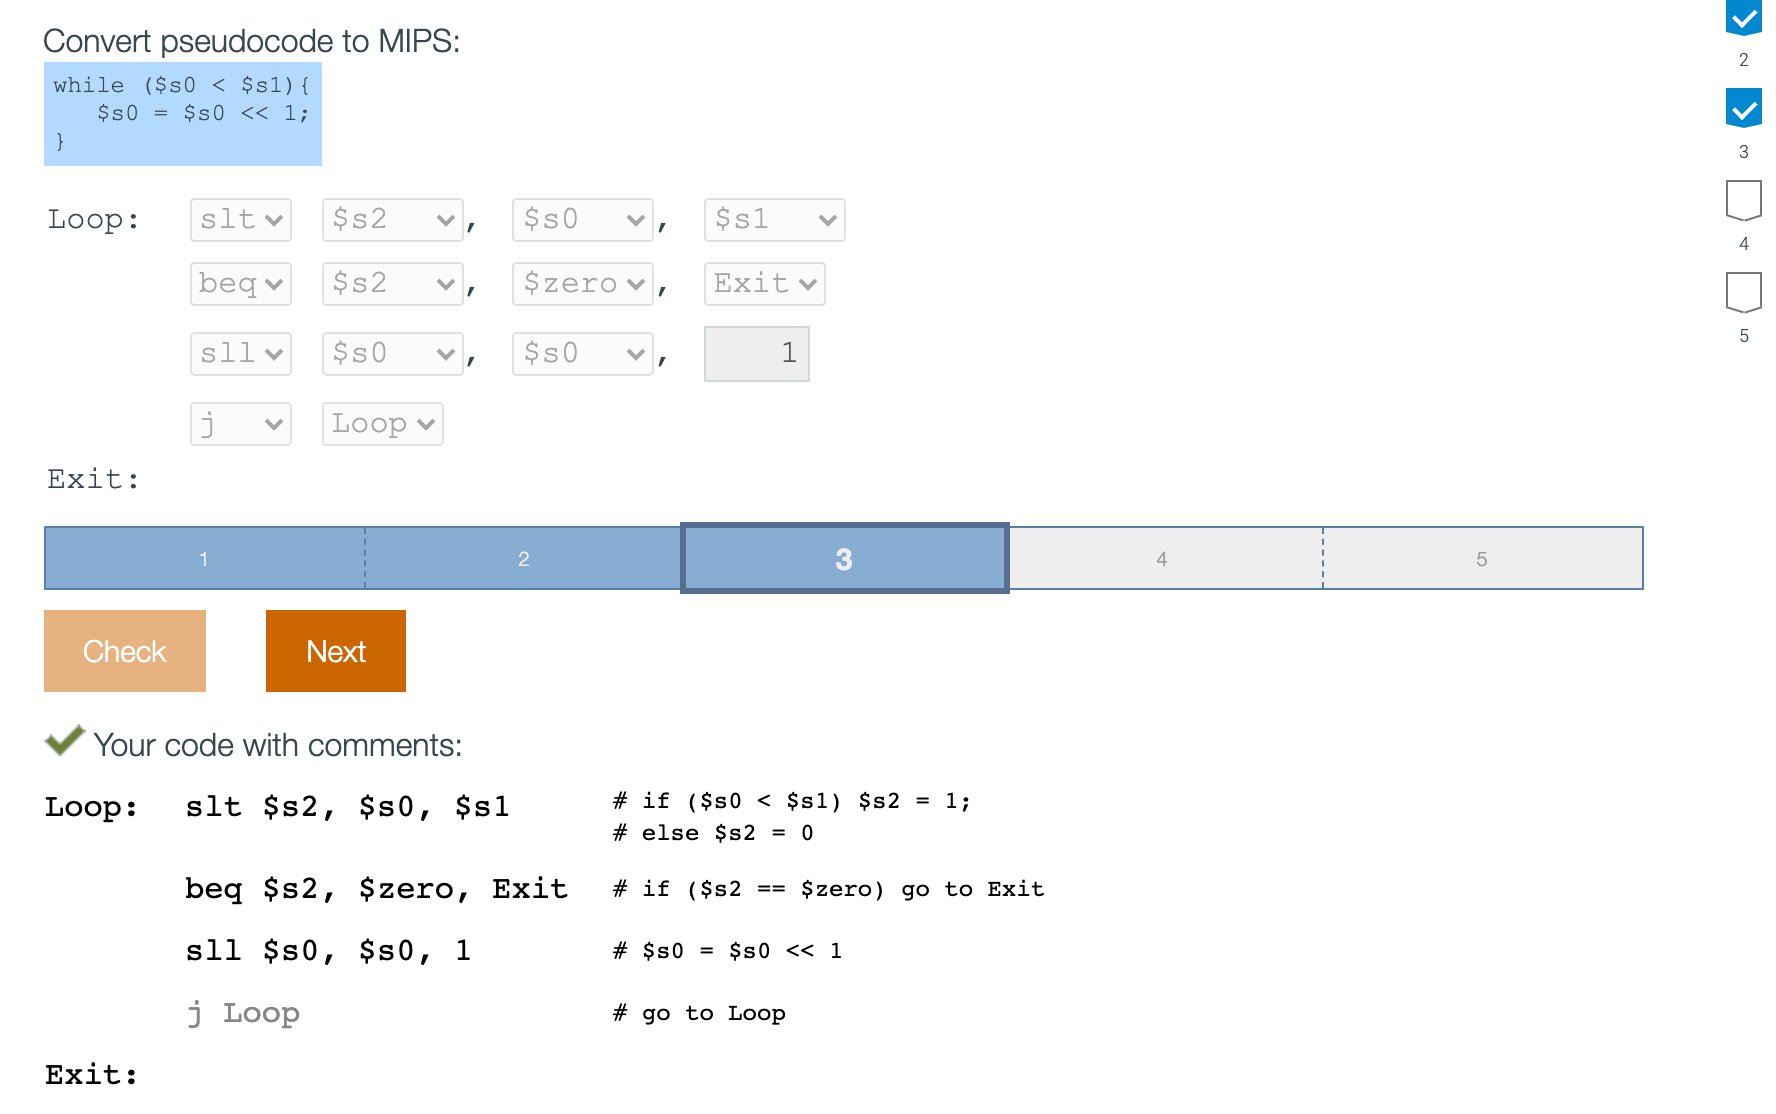 Convert pseudocode to MIPS:
while ($s0 < $s1){
$s0 = $s0 << 1;
}
Loop: slt $s2, $s0, $s1
beq $s2, $zero, Exit
sll $s0, $s0, 1
j Loop
Exit:
1 2 3 4 5
Check Next
Your code with comments:
Loop: slt $s2, $s0, $s1 # if ($s0 < $s1) $s2 = 1;
# else $s2 = 0
beq $s2, $zero, Exit # if ($s2 == $zero) go to Exit
sll $s0, $s0, 1 # $s0 = $s0 << 1
j Loop # go to Loop
Exit:
2
3
4
5